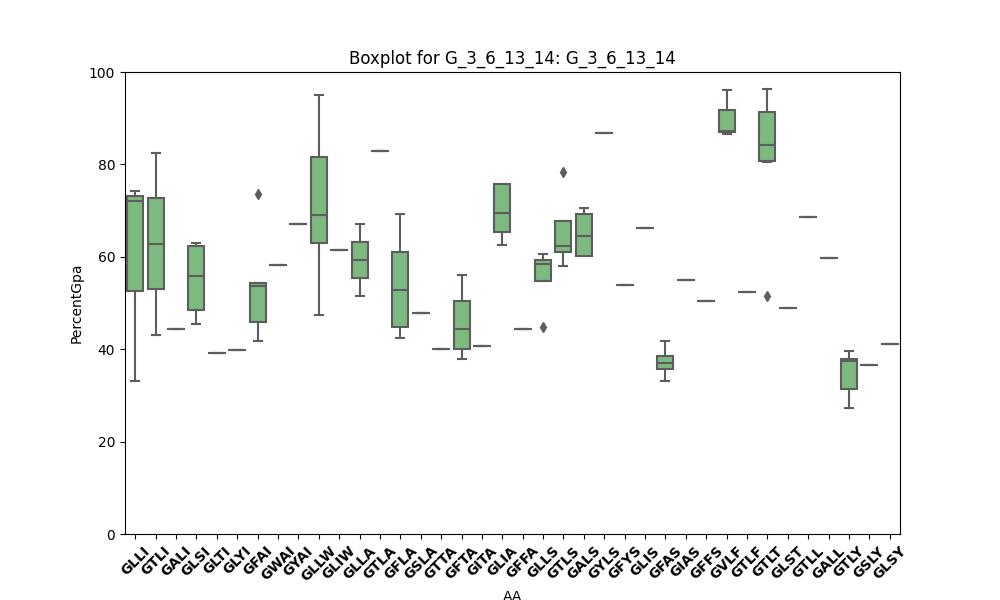 Boxplot for G_3_6_13_14: G_3_6_13_14
PercentGpa
100
80
60
40
20
0
GLLI GTLI GALI GLSI GLTI GLYI GFAI GWAI GYAI GLLW GLIW GLLA GTLA GFLA GSLA GTTA GFTA GITA GLIA GFFA GLLS GTLS GALS GYLS GFYS GLIS GFAS GIAS GFFS GVLF GTLF GTLT GLST GTLL GALL GTLY GSLY GLSY
AA